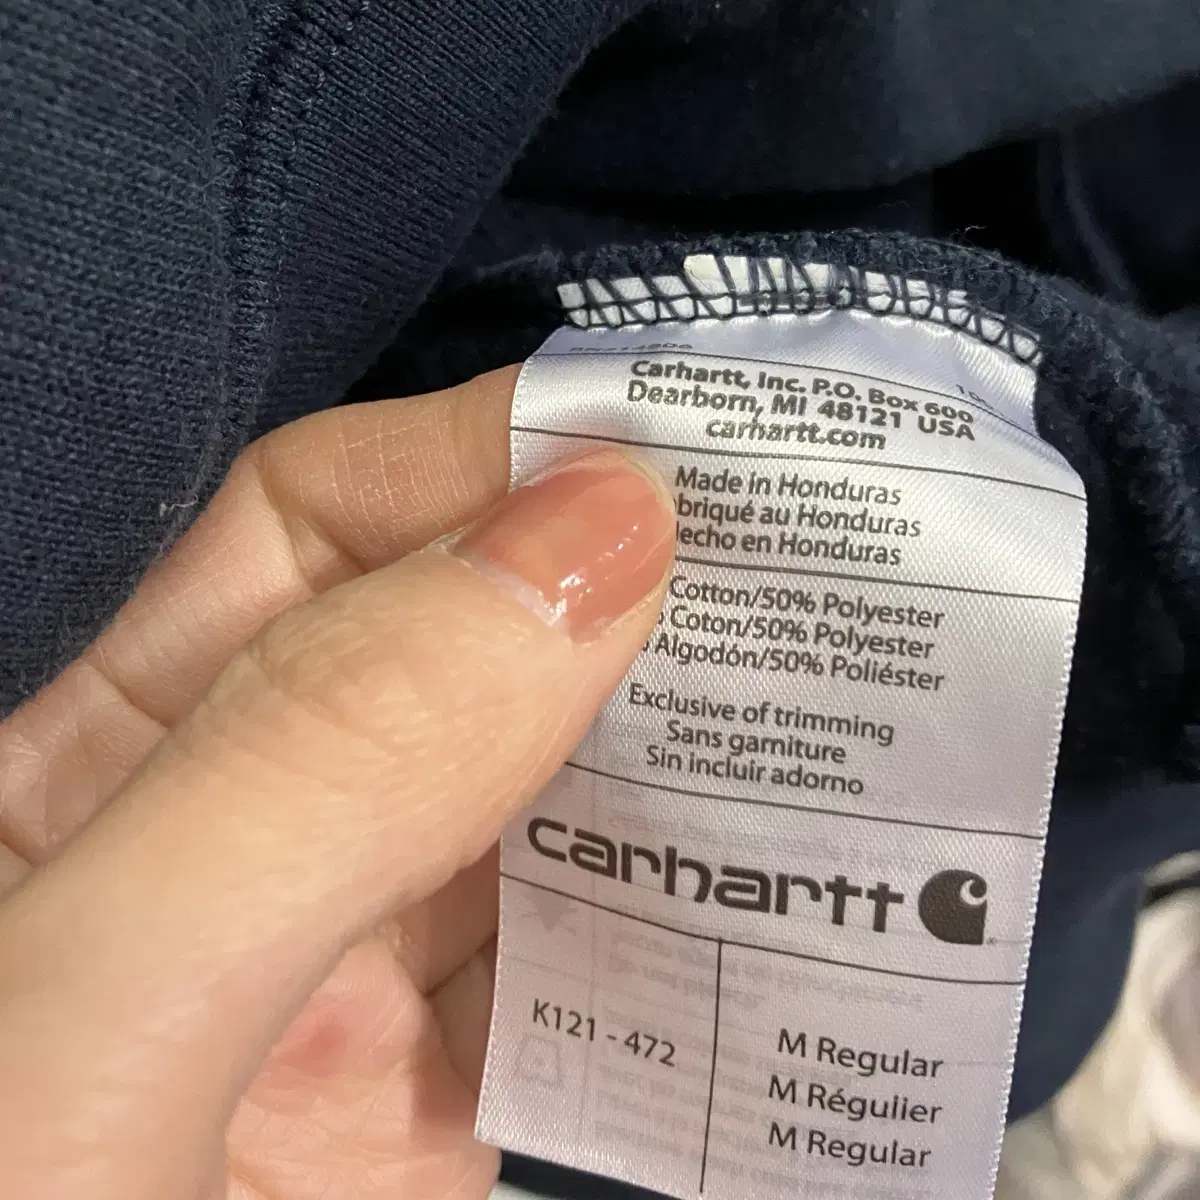 Carhartt, Inc. P.O. Box 600
Dearborn, MI 48121 USA
carhartt.com
Made in Honduras
briqué au Honduras
echo en Honduras
Cotton/50% Polyester
Coton/50% Polyester
Algodón/50% Poliéster
Exclusive of trimming
Sans garniture
Sin incluir adorno
carhartt
K121 - 472
M Regular
M Régulier
M Regular